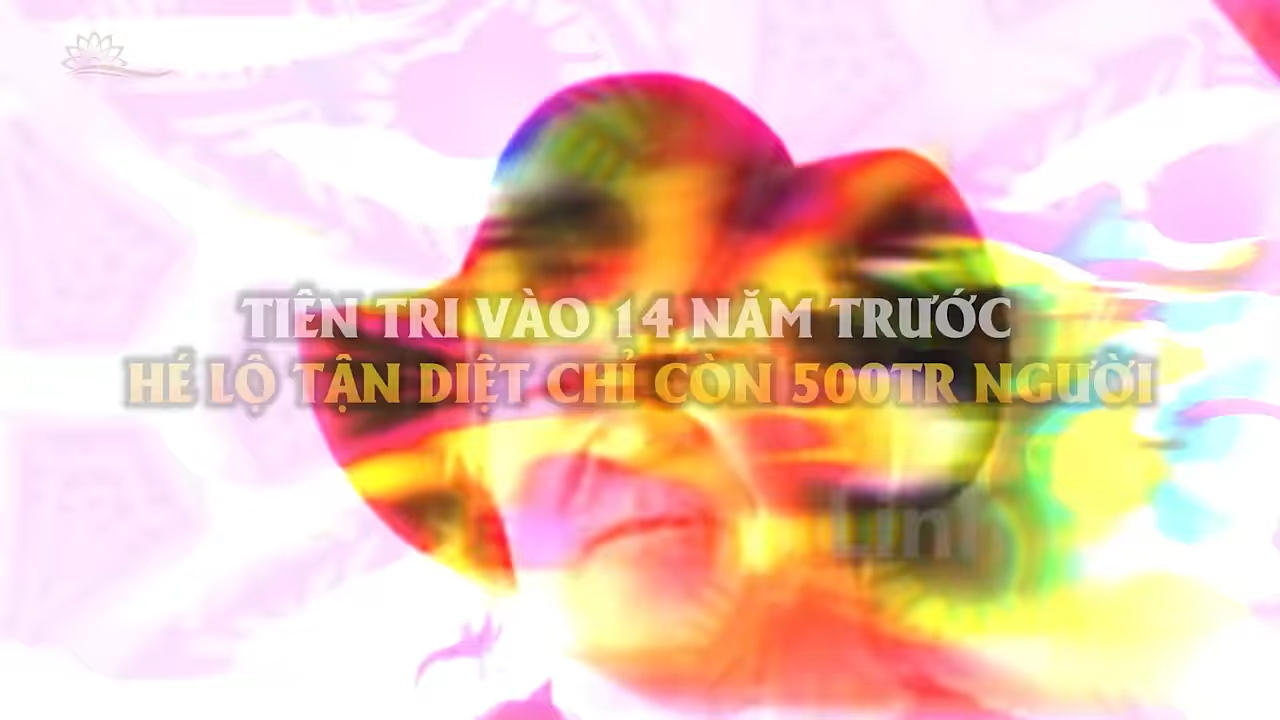 TIÊN TRI VÀO 14 NĂM TRƯỚC
HÉ LỘ TẬN DIỆT CHỈ CÒN 500TR NGƯỜI